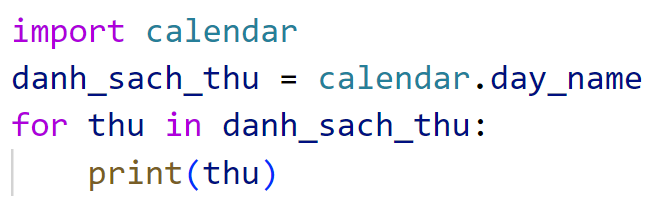 import calendar
danh_sach_thu = calendar.day_name
for thu in danh_sach_thu:
    print(thu)